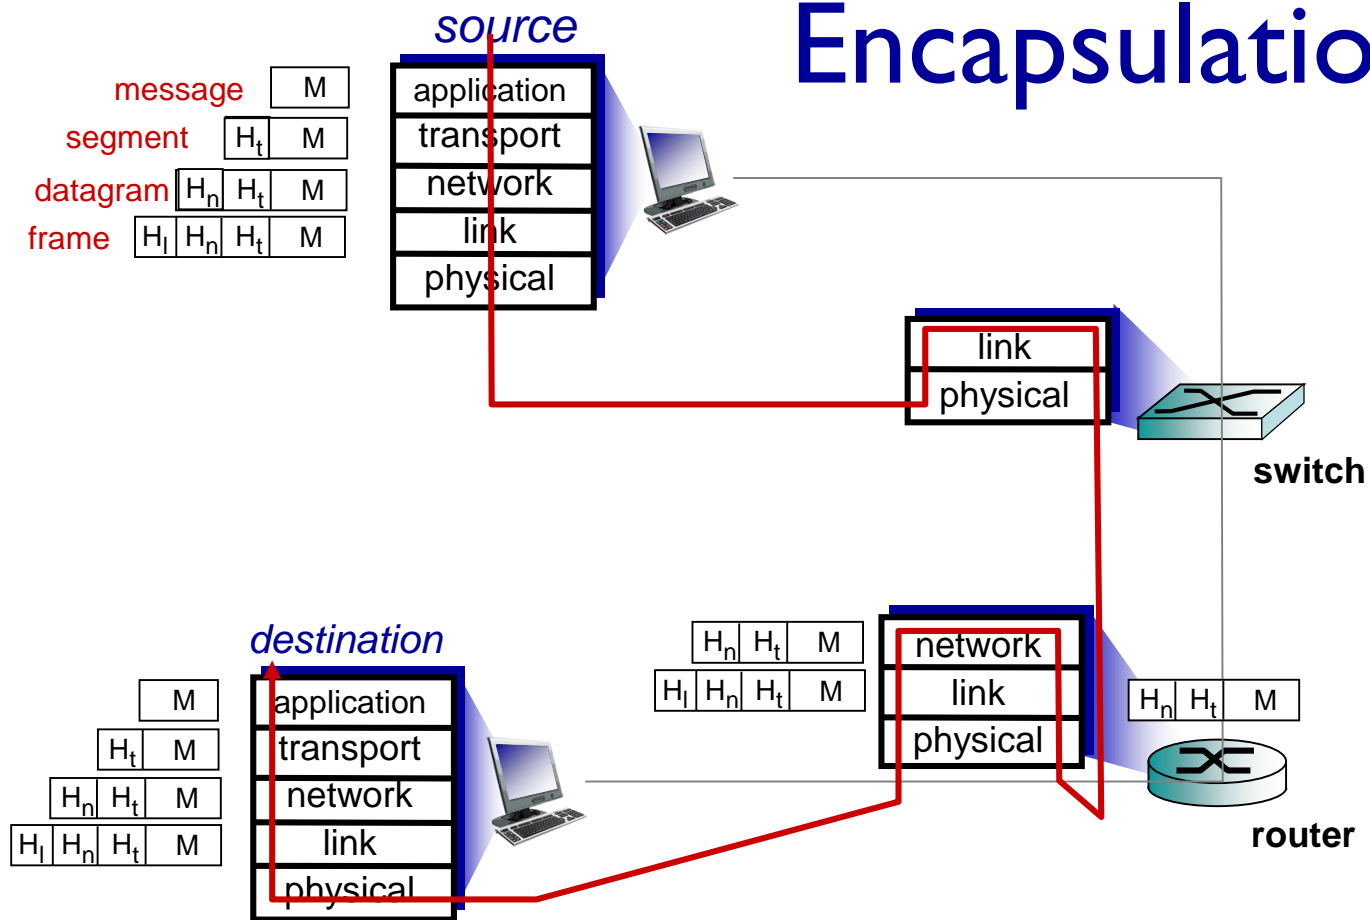 Encapsulatio
source
message M
segment Ht M
datagram Hn Ht M
frame Hl Hn Ht M
application
transport
network
link
physical
link
physical
switch
destination
M
Ht M
Hn Ht M
Hl Hn Ht M
application
transport
network
link
physical
Hn Ht M
Hl Hn Ht M
network
link
physical
Hn Ht M
router